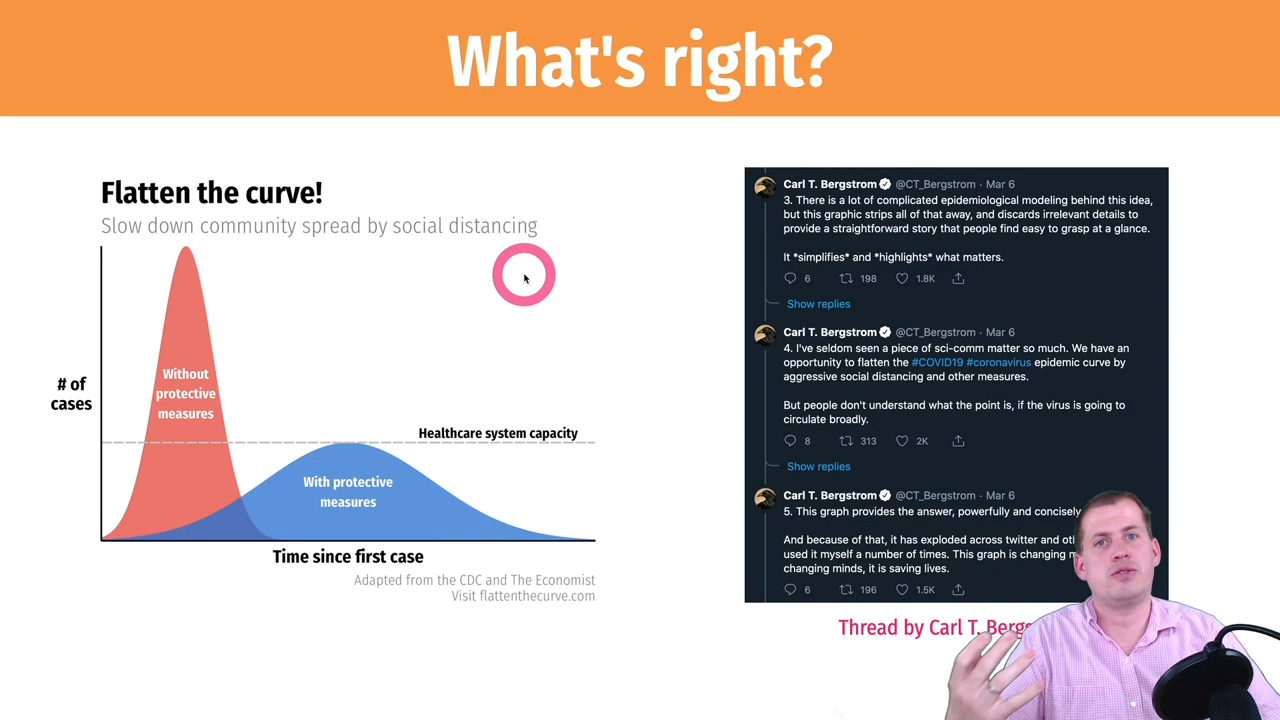 What's right?
Flatten the curve!
Slow down community spread by social distancing
# of
cases
Without
protective
measures
Healthcare system capacity
With protective
measures
Time since first case
Adapted from the CDC and The Economist
Visit flattenthecurve.com
Carl T. Bergstrom @CT_Bergstrom · Mar 6
3. There is a lot of complicated epidemiological modeling behind this idea,
but this graphic strips all of that away, and discards irrelevant details to
provide a straightforward story that people find easy to grasp at a glance.
It *simplifies* and *highlights* what matters.
6 198 1.8K
Show replies
Carl T. Bergstrom @CT_Bergstrom · Mar 6
4. I've seldom seen a piece of sci-comm matter so much. We have an
opportunity to flatten the #COVID19 #coronavirus epidemic curve by
aggressive social distancing and other measures.
But people don't understand what the point is, if the virus is going to
circulate broadly.
8 313 2K
Show replies
Carl T. Bergstrom @CT_Bergstrom · Mar 6
5. This graph provides the answer, powerfully and concisely
And because of that, it has exploded across twitter and
used it myself a number of times. This graph is changing
changing minds, it is saving lives.
6 196 1.5K
Thread by Carl T.